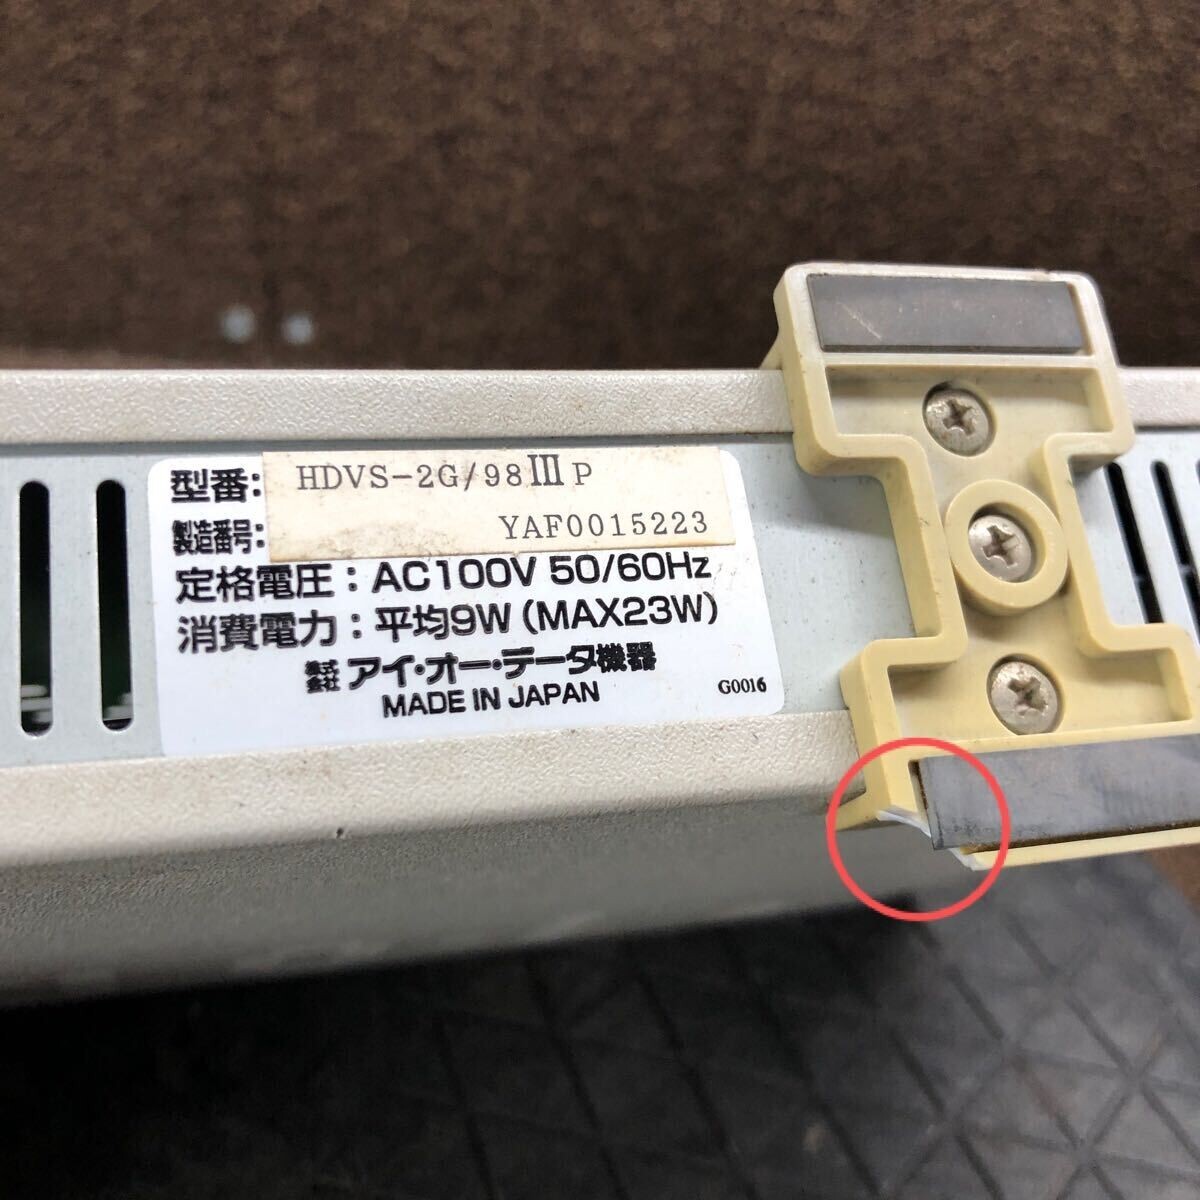 型番: HDVS-2G/98ⅢP
製造番号: YAF0015223
定格電圧：AC100V 50/60Hz
消費電力：平均9W（MAX23W）
株式会社 アイ・オー・データ機器
MADE IN JAPAN
G0016